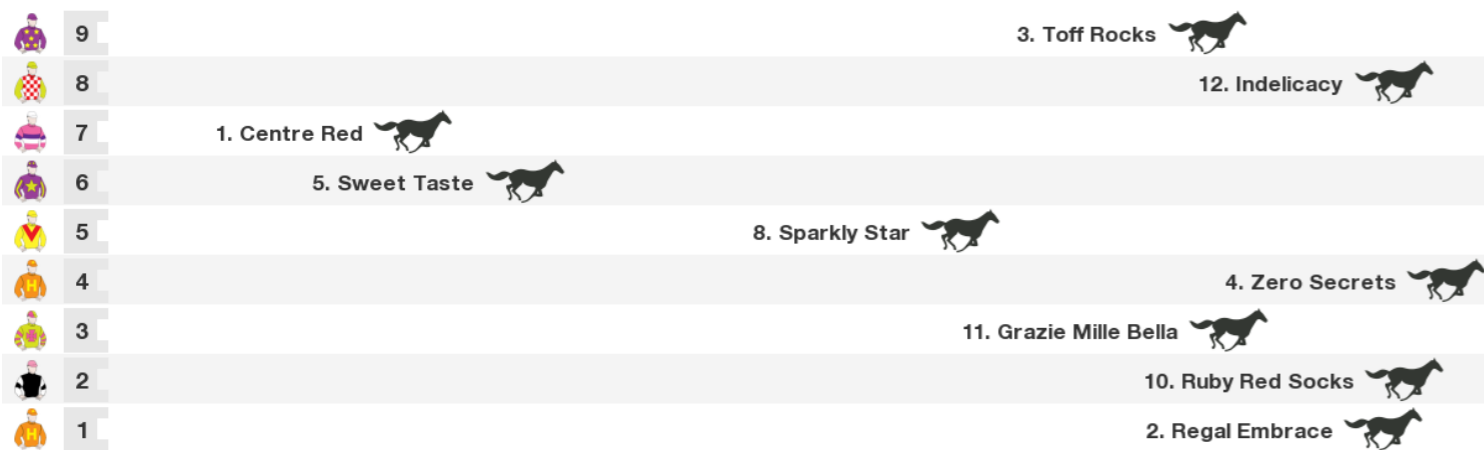 9 3. Toff Rocks
8 12. Indelicacy
7 1. Centre Red
6 5. Sweet Taste
5 8. Sparkly Star
H 4 4. Zero Secrets
3 11. Grazie Mille Bella
2 10. Ruby Red Socks
H 1 2. Regal Embrace